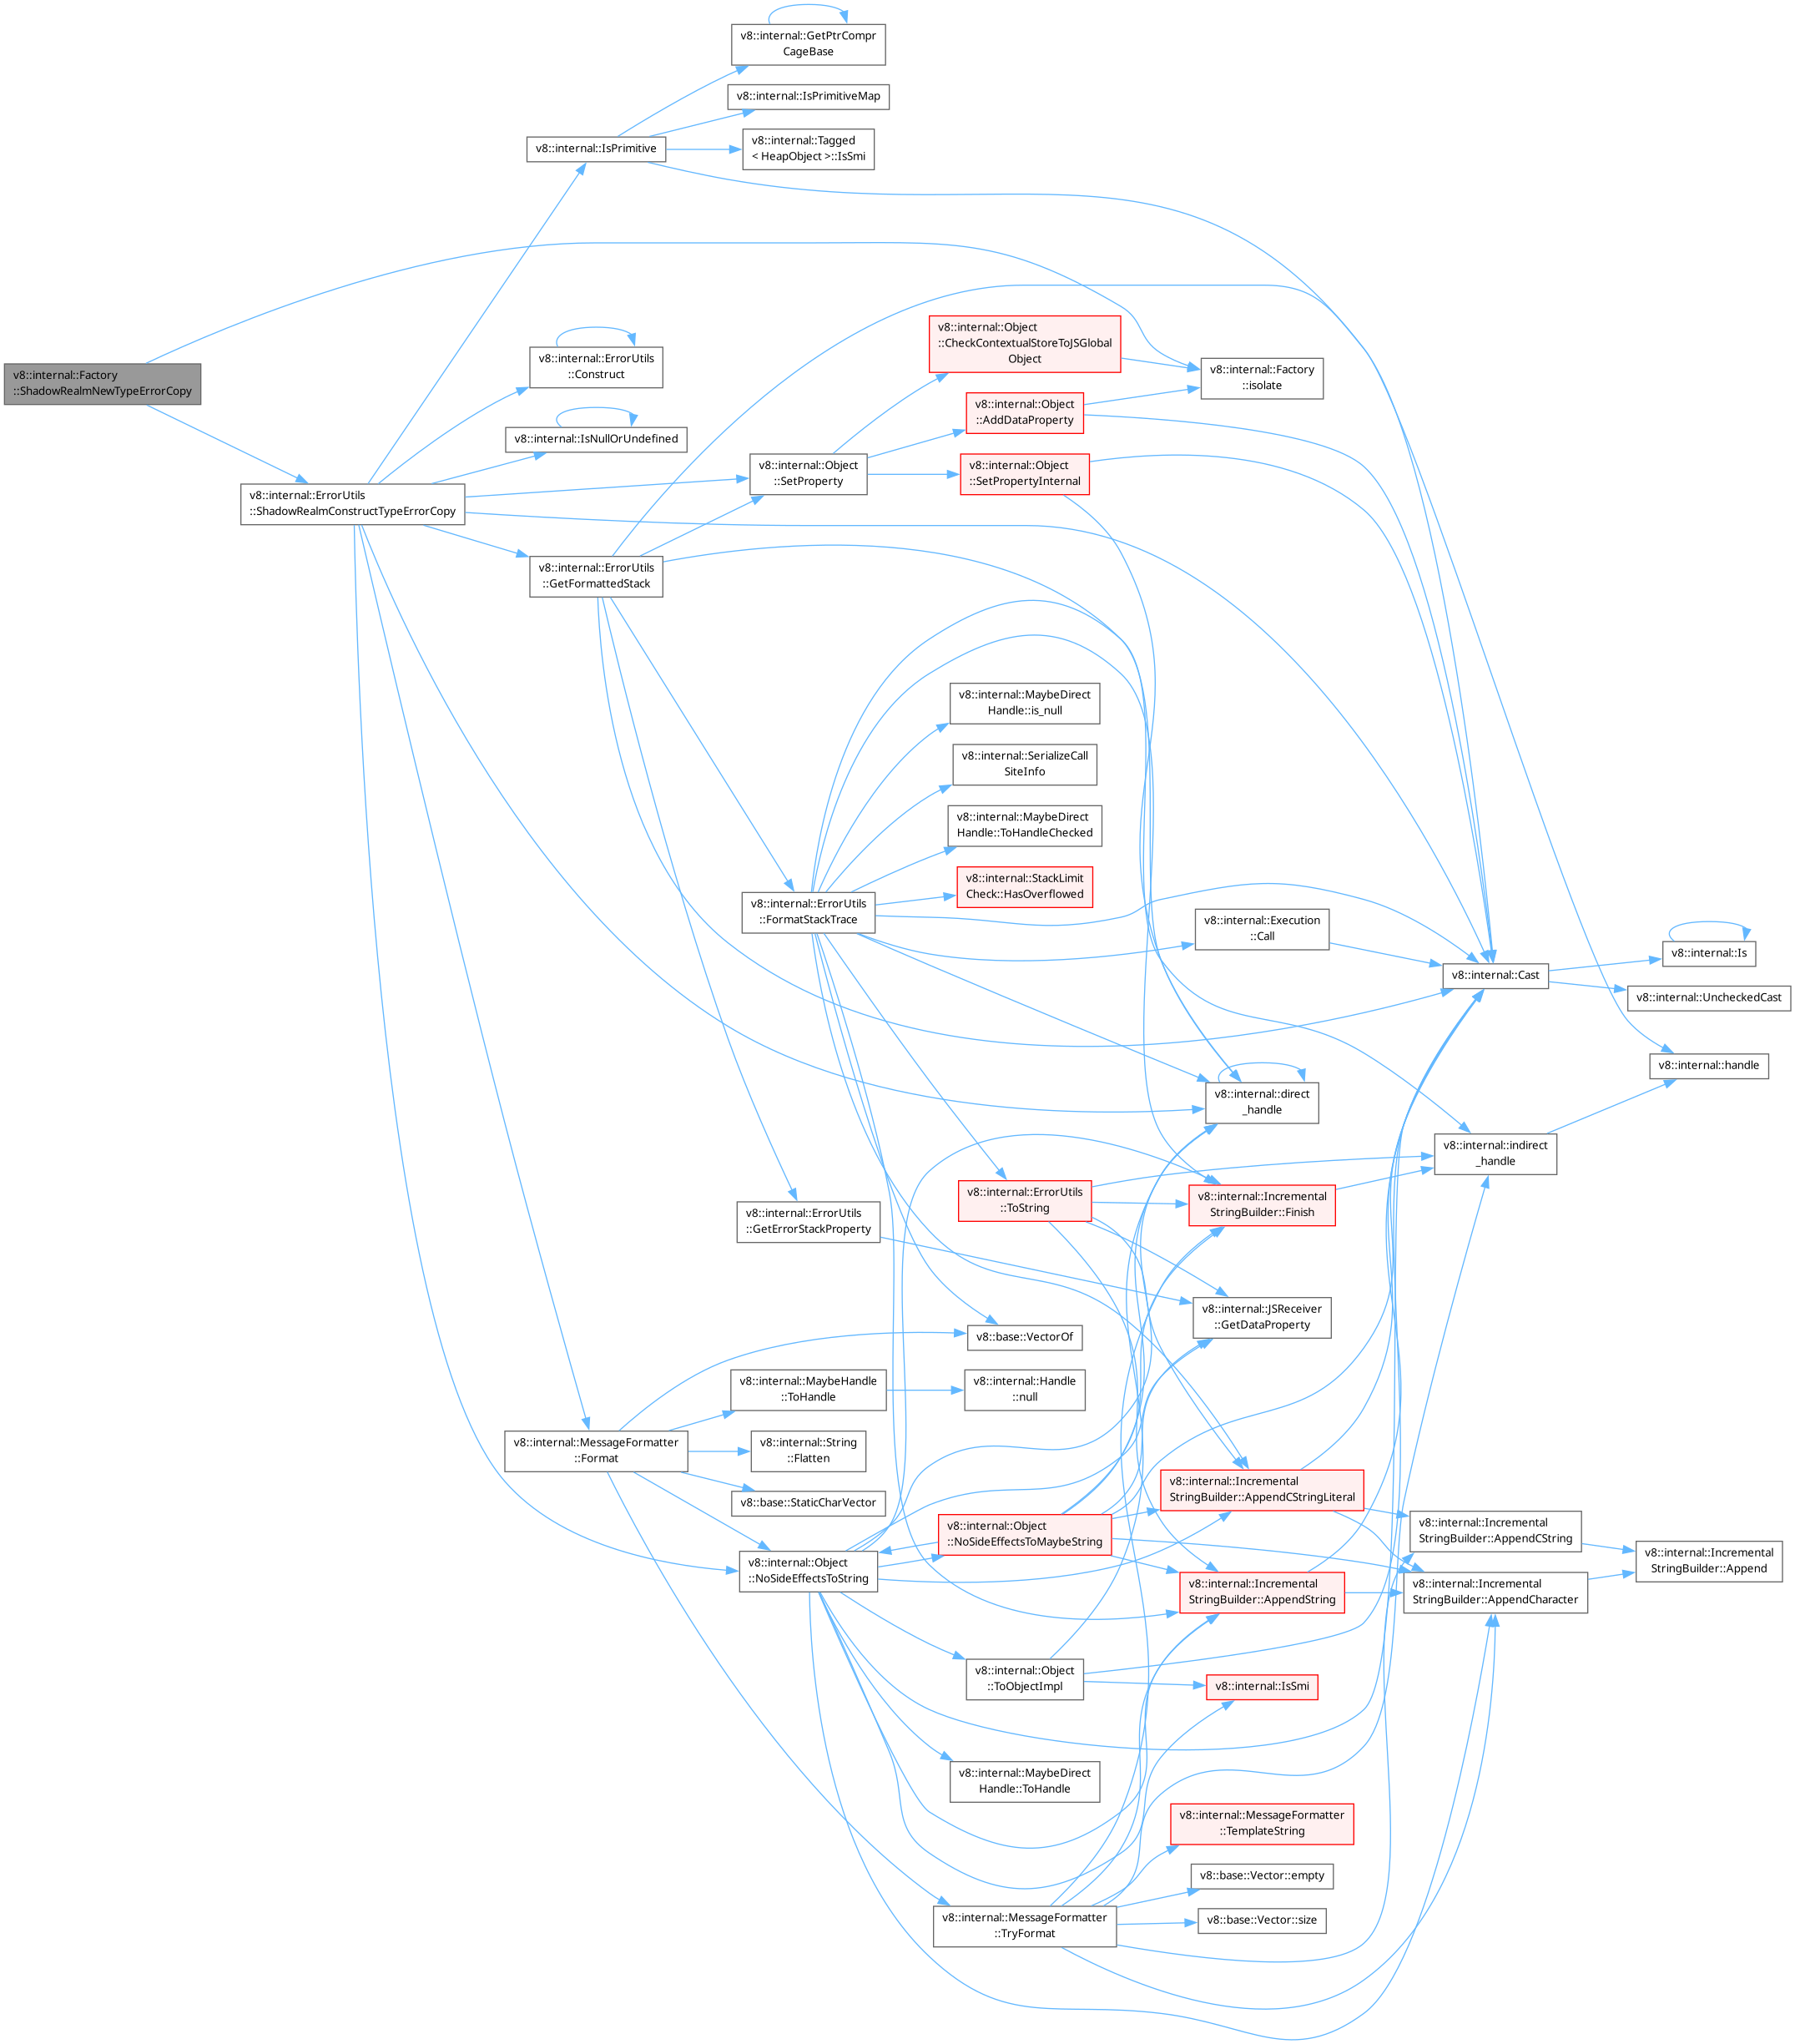 v8::internal::GetPtrCompr
CageBase
v8::internal::IsPrimitiveMap
v8::internal::IsPrimitive
v8::internal::Tagged
< HeapObject >::IsSmi
v8::internal::Factory
::ShadowRealmNewTypeErrorCopy
v8::internal::ErrorUtils
::Construct
v8::internal::Object
::CheckContextualStoreToJSGlobal
Object
v8::internal::Factory
::isolate
v8::internal::Object
::AddDataProperty
v8::internal::IsNullOrUndefined
v8::internal::Object
::SetProperty
v8::internal::Object
::SetPropertyInternal
v8::internal::ErrorUtils
::ShadowRealmConstructTypeErrorCopy
v8::internal::ErrorUtils
::GetFormattedStack
v8::internal::MaybeDirect
Handle::is_null
v8::internal::SerializeCall
SiteInfo
v8::internal::MaybeDirect
Handle::ToHandleChecked
v8::internal::StackLimit
Check::HasOverflowed
v8::internal::ErrorUtils
::FormatStackTrace
v8::internal::Execution
::Call
v8::internal::Is
v8::internal::Cast
v8::internal::UncheckedCast
v8::internal::handle
v8::internal::direct
_handle
v8::internal::indirect
_handle
v8::internal::ErrorUtils
::ToString
v8::internal::Incremental
StringBuilder::Finish
v8::internal::ErrorUtils
::GetErrorStackProperty
v8::internal::JSReceiver
::GetDataProperty
v8::base::VectorOf
v8::internal::MaybeHandle
::ToHandle
v8::internal::Handle
::null
v8::internal::MessageFormatter
::Format
v8::internal::String
::Flatten
v8::base::StaticCharVector
v8::internal::Incremental
StringBuilder::AppendCStringLiteral
v8::internal::Object
::NoSideEffectsToMaybeString
v8::internal::Incremental
StringBuilder::AppendCString
v8::internal::Incremental
StringBuilder::Append
v8::internal::Object
::NoSideEffectsToString
v8::internal::Incremental
StringBuilder::AppendString
v8::internal::Incremental
StringBuilder::AppendCharacter
v8::internal::Object
::ToObjectImpl
v8::internal::IsSmi
v8::internal::MaybeDirect
Handle::ToHandle
v8::internal::MessageFormatter
::TemplateString
v8::base::Vector::empty
v8::internal::MessageFormatter
::TryFormat
v8::base::Vector::size